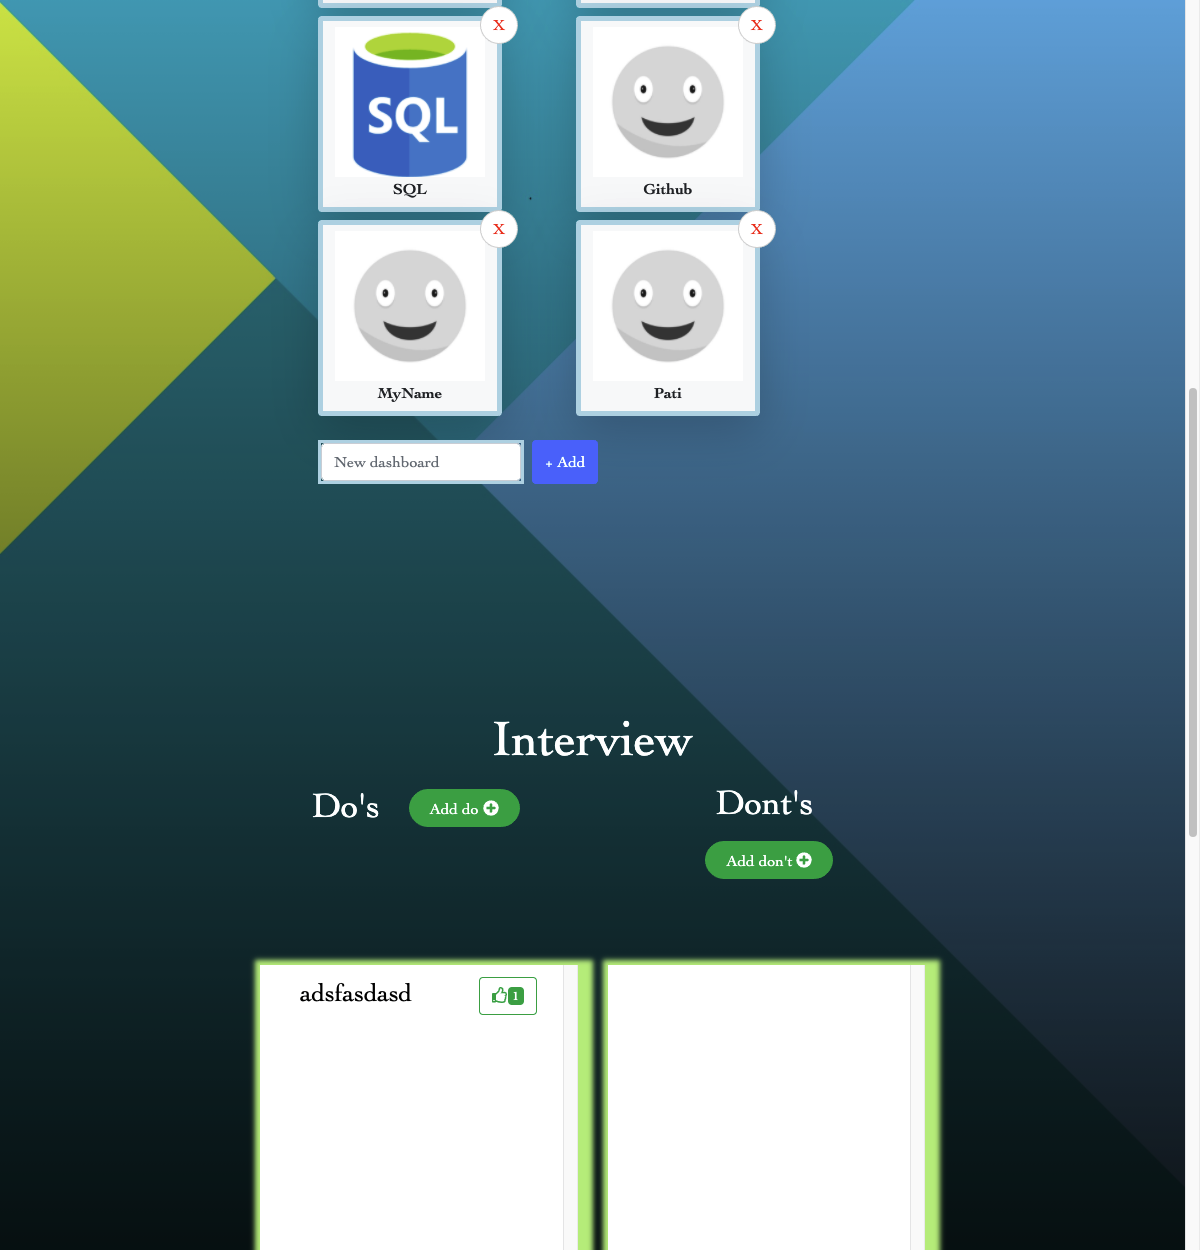 X
X
SQL
SQL
Github
X
X
MyName
Pati
New dashboard
+ Add
Interview
Do's
Add do
Dont's
Add don't
adsfasdasd
1